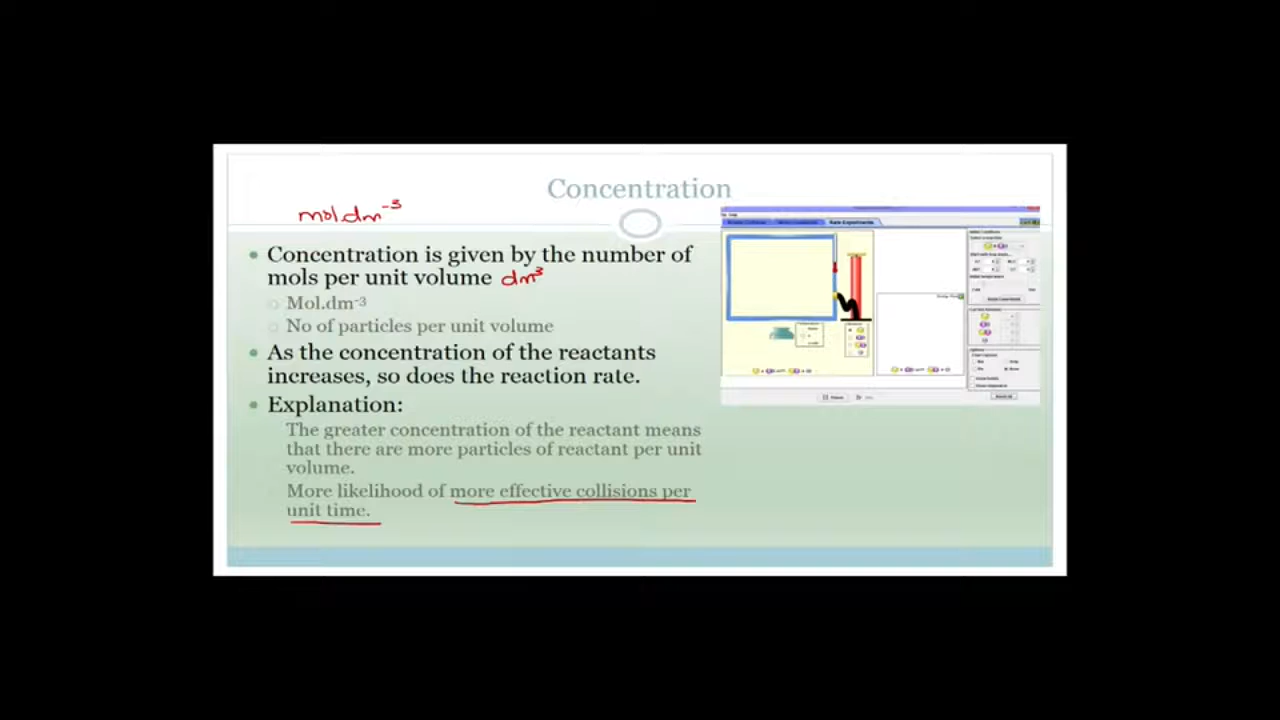 Concentration
mol.dm⁻³
Concentration is given by the number of
mols per unit volume dm³
Mol.dm⁻³
No of particles per unit volume
As the concentration of the reactants
increases, so does the reaction rate.
Explanation:
The greater concentration of the reactant means
that there are more particles of reactant per unit
volume.
More likelihood of more effective collisions per
unit time.
Rate Experiments